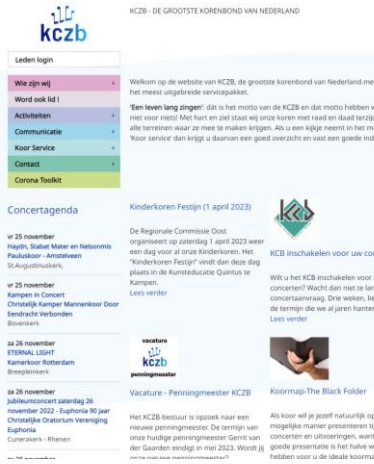 kczb
KCZB - DE GROOTSTE KORENBOND VAN NEDERLAND
Leden login
Wie zijn wij +
Word ook lid !
Activiteiten +
Communicatie +
Koor Service +
Contact +
Corona Toolkit
Welkom op de website van KCZB, de grootste korenbond van Nederland.me
het meest uitgebreide servicepakket.
'Een leven lang zingen': dát is het motto van de KCZB en dat motto hebben w
niet voor niets! Met hart en ziel staat wij onze koren met raad en daad terzij
alle terreinen waar ze mee te maken krijgen. Als u een kijkje neemt in het m
'Koor service' dan krijgt u daarvan een goed overzicht en vast een goede ind
Concertagenda
vr 25 november
Haydn, Stabat Mater en Nelsonmis
Pauluskoor - Amstelveen
St.Augustinuskerk,
vr 25 november
Kampen in Concert
Christelijk Kamper Mannenkoor Door
Eendracht Verbonden
Bovenkerk
za 26 november
ETERNAL LIGHT
Kamerkoor Rotterdam
Breepleinkerk
za 26 november
Jubileumconcert zaterdag 26
november 2022 - Euphonia 90 jaar
Christelijke Oratorium Vereniging
Euphonia
Cunerakerk - Rhenen
za 26 november
Kinderkoren Festijn (1 april 2023)
De Regionale Commissie Oost
organiseert op zaterdag 1 april 2023 weer
een dag voor al onze Kinderkoren. Het
"Kinderkoren Festijn" vindt dan deze dag
plaats in de Kunsteducatie Quintus te
Kampen.
Lees verder
vacature
kczb
penningmeester
Vacature - Penningmeester KCZB
Het KCZB-bestuur is opzoek naar een
nieuwe penningmeester. De termijn van
onze huidige penningmeester Gerrit van
der Gaarden eindigt in mei 2023. Wordt jij
onze nieuwe penningmeester?
KCB
KCB inschakelen voor uw con
Wilt u het KCB inschakelen voor
concerten? Wacht dan niet te lan
concertaanvraag. Drie weken, lie
de termijn die we al jaren hanter
Lees verder
Koormap-The Black Folder
Als koor wil je jezelf natuurlijk op
mogelijke manier presenteren tij
concerten en uitvoeringen, want
goede presentatie is het halve w
hebben voor u de ideale koorma